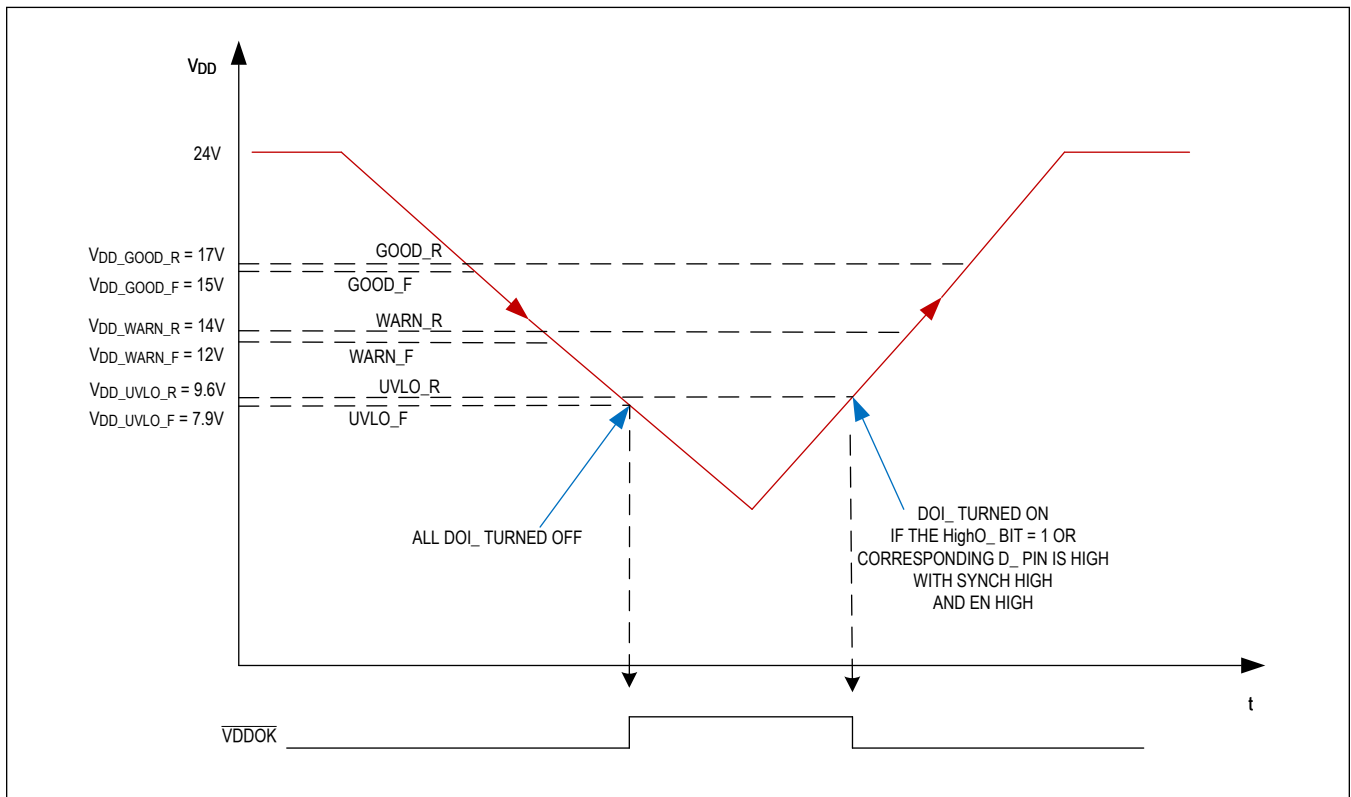 VDD
24V
VDD_GOOD_R = 17V
GOOD_R
VDD_GOOD_F = 15V
GOOD_F
VDD_WARN_R = 14V
WARN_R
VDD_WARN_F = 12V
WARN_F
VDD_UVLO_R = 9.6V
UVLO_R
VDD_UVLO_F = 7.9V
UVLO_F
ALL DOI_ TURNED OFF
DOI_ TURNED ON
IF THE HighO_ BIT = 1 OR
CORRESPONDING D_ PIN IS HIGH
WITH SYNCH HIGH
AND EN HIGH
t
VDDOK